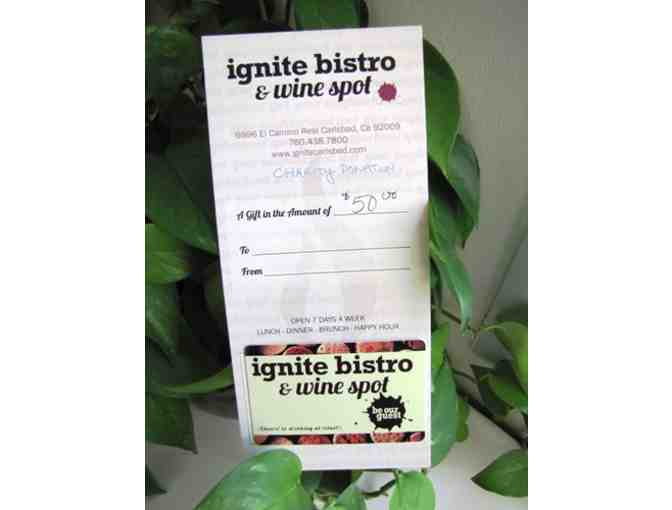 ignite bistro
& wine spot
6996 El Camino Real Carlsbad, Ca 92009
760.438.7800
www.ignitecarlsbad.com
CHARITY DONATION
A Gift in the Amount of $50.00
To
From
OPEN 7 DAYS A WEEK
LUNCH - DINNER - BRUNCH - HAPPY HOUR
ignite bistro
& wine spot
be our
guest